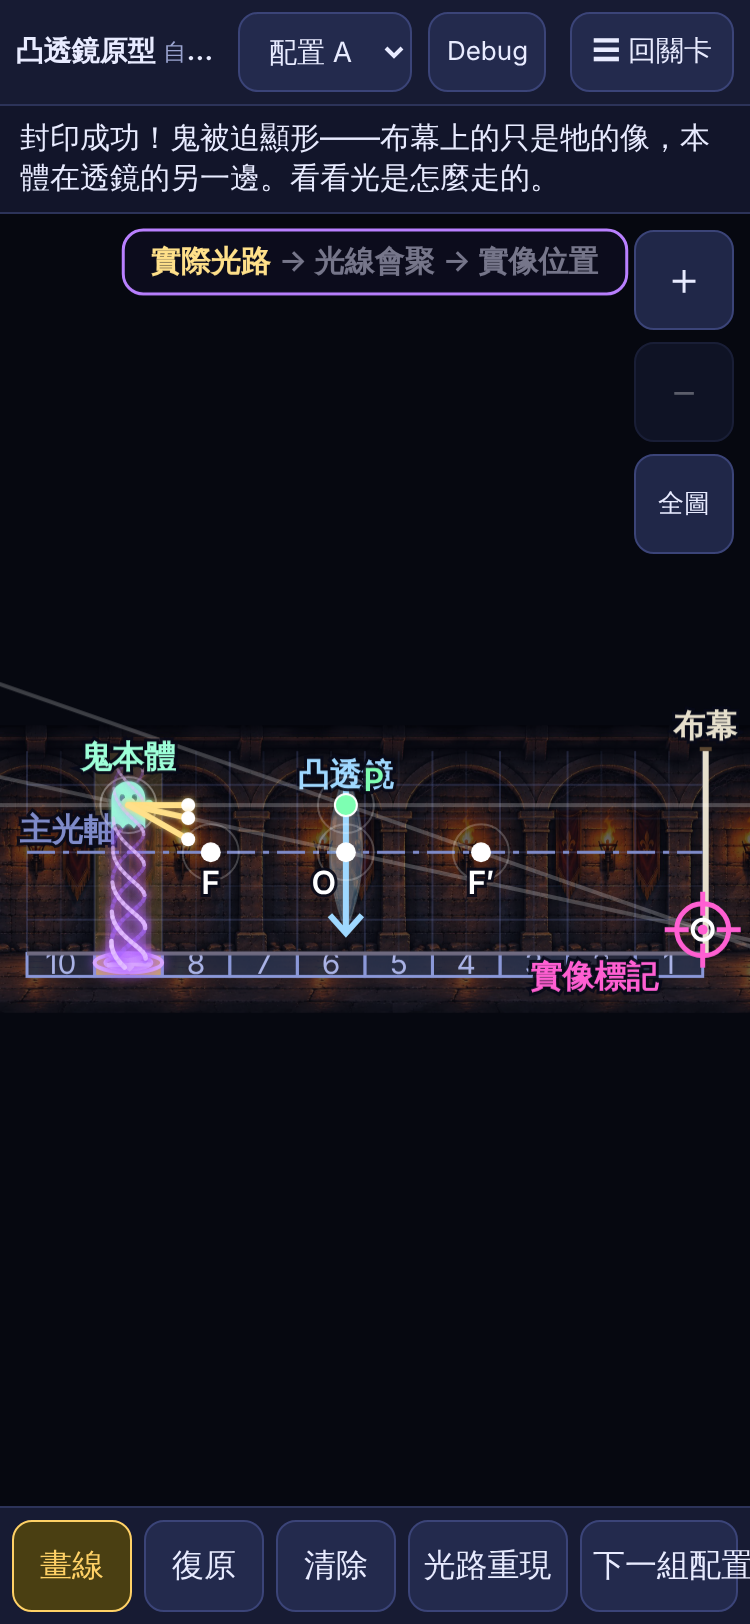 凸透鏡原型 自…
配置 A
Debug
☰ 回關卡
封印成功！鬼被迫顯形——布幕上的只是牠的像，本
體在透鏡的另一邊。看看光是怎麼走的。
實際光路 → 光線會聚 → 實像位置
+
−
全圖
布幕
鬼本體
凸透鏡
P
主光軸
F
O
F′
10 8 7 6 5 4 1
實像標記
畫線
復原
清除
光路重現
下一組配置